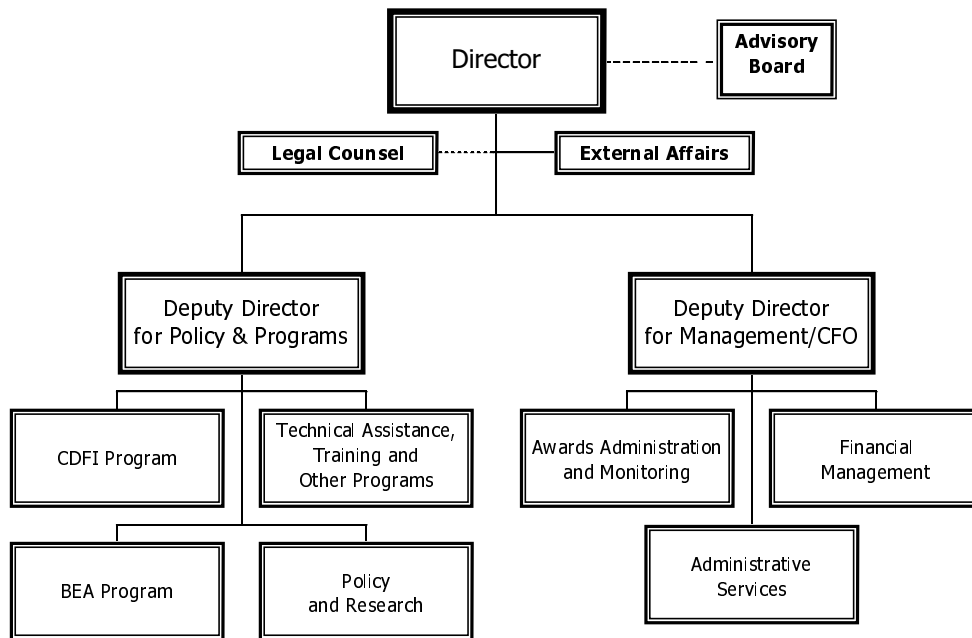 Director
Advisory
Board
Legal Counsel
External Affairs
Deputy Director
for Policy & Programs
Deputy Director
for Management/CFO
CDFI Program
Technical Assistance,
Training and
Other Programs
Awards Administration
and Monitoring
Financial
Management
BEA Program
Policy
and Research
Administrative
Services